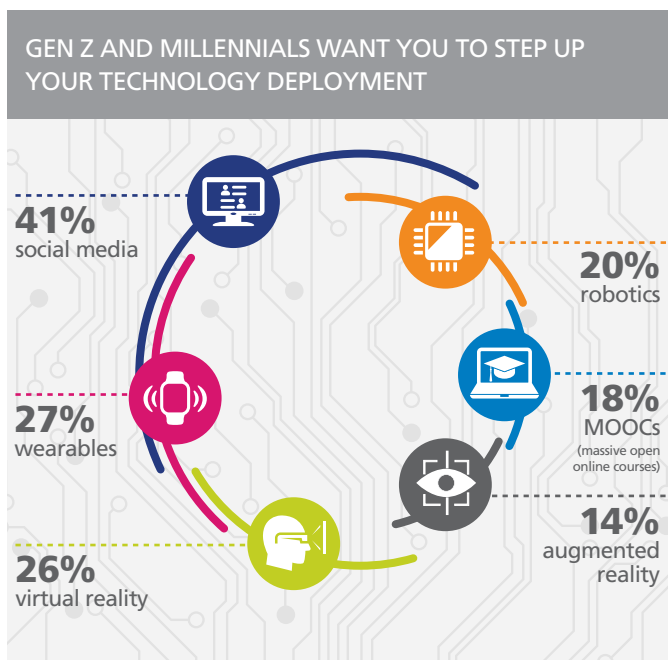 GEN Z AND MILLENNIALS WANT YOU TO STEP UP
YOUR TECHNOLOGY DEPLOYMENT
41%
social media
27%
wearables
26%
virtual reality
20%
robotics
18%
MOOCs
(massive open
online courses)
14%
augmented
reality